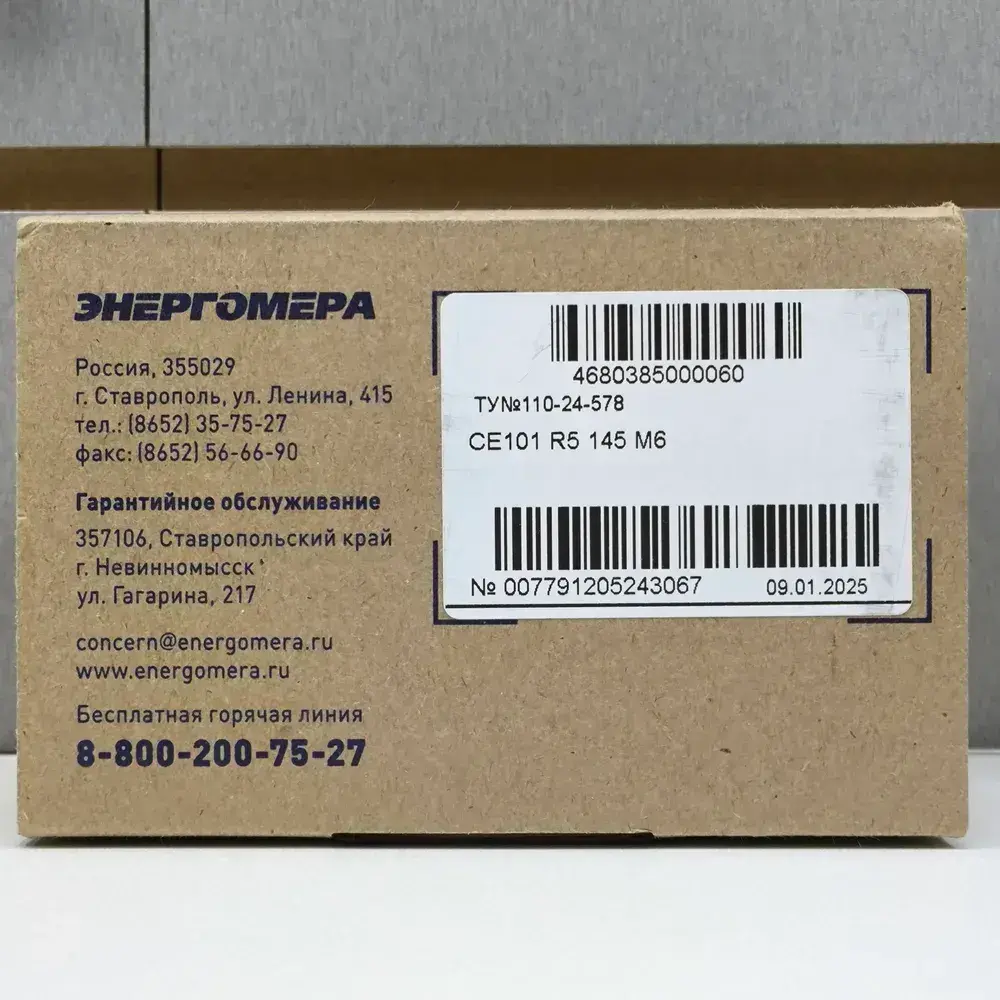 ЭНЕРГОМЕРА
Россия, 355029
г. Ставрополь, ул. Ленина, 415
тел.: (8652) 35-75-27
факс: (8652) 56-66-90
Гарантийное обслуживание
357106, Ставропольский край
г. Невинномысск
ул. Гагарина, 217
concern@energomera.ru
www.energomera.ru
Бесплатная горячая линия
8-800-200-75-27
4680385000060
ТУ№110-24-578
CE101 R5 145 M6
№ 007791205243067 09.01.2025